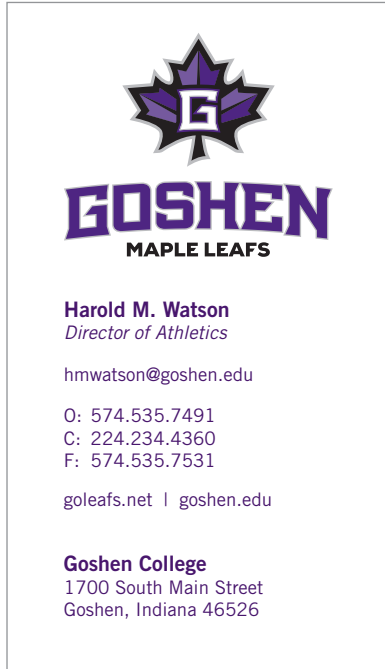 G
GOSHEN
MAPLE LEAFS
Harold M. Watson
Director of Athletics
hmwatson@goshen.edu
O: 574.535.7491
C: 224.234.4360
F: 574.535.7531
goleafs.net | goshen.edu
Goshen College
1700 South Main Street
Goshen, Indiana 46526